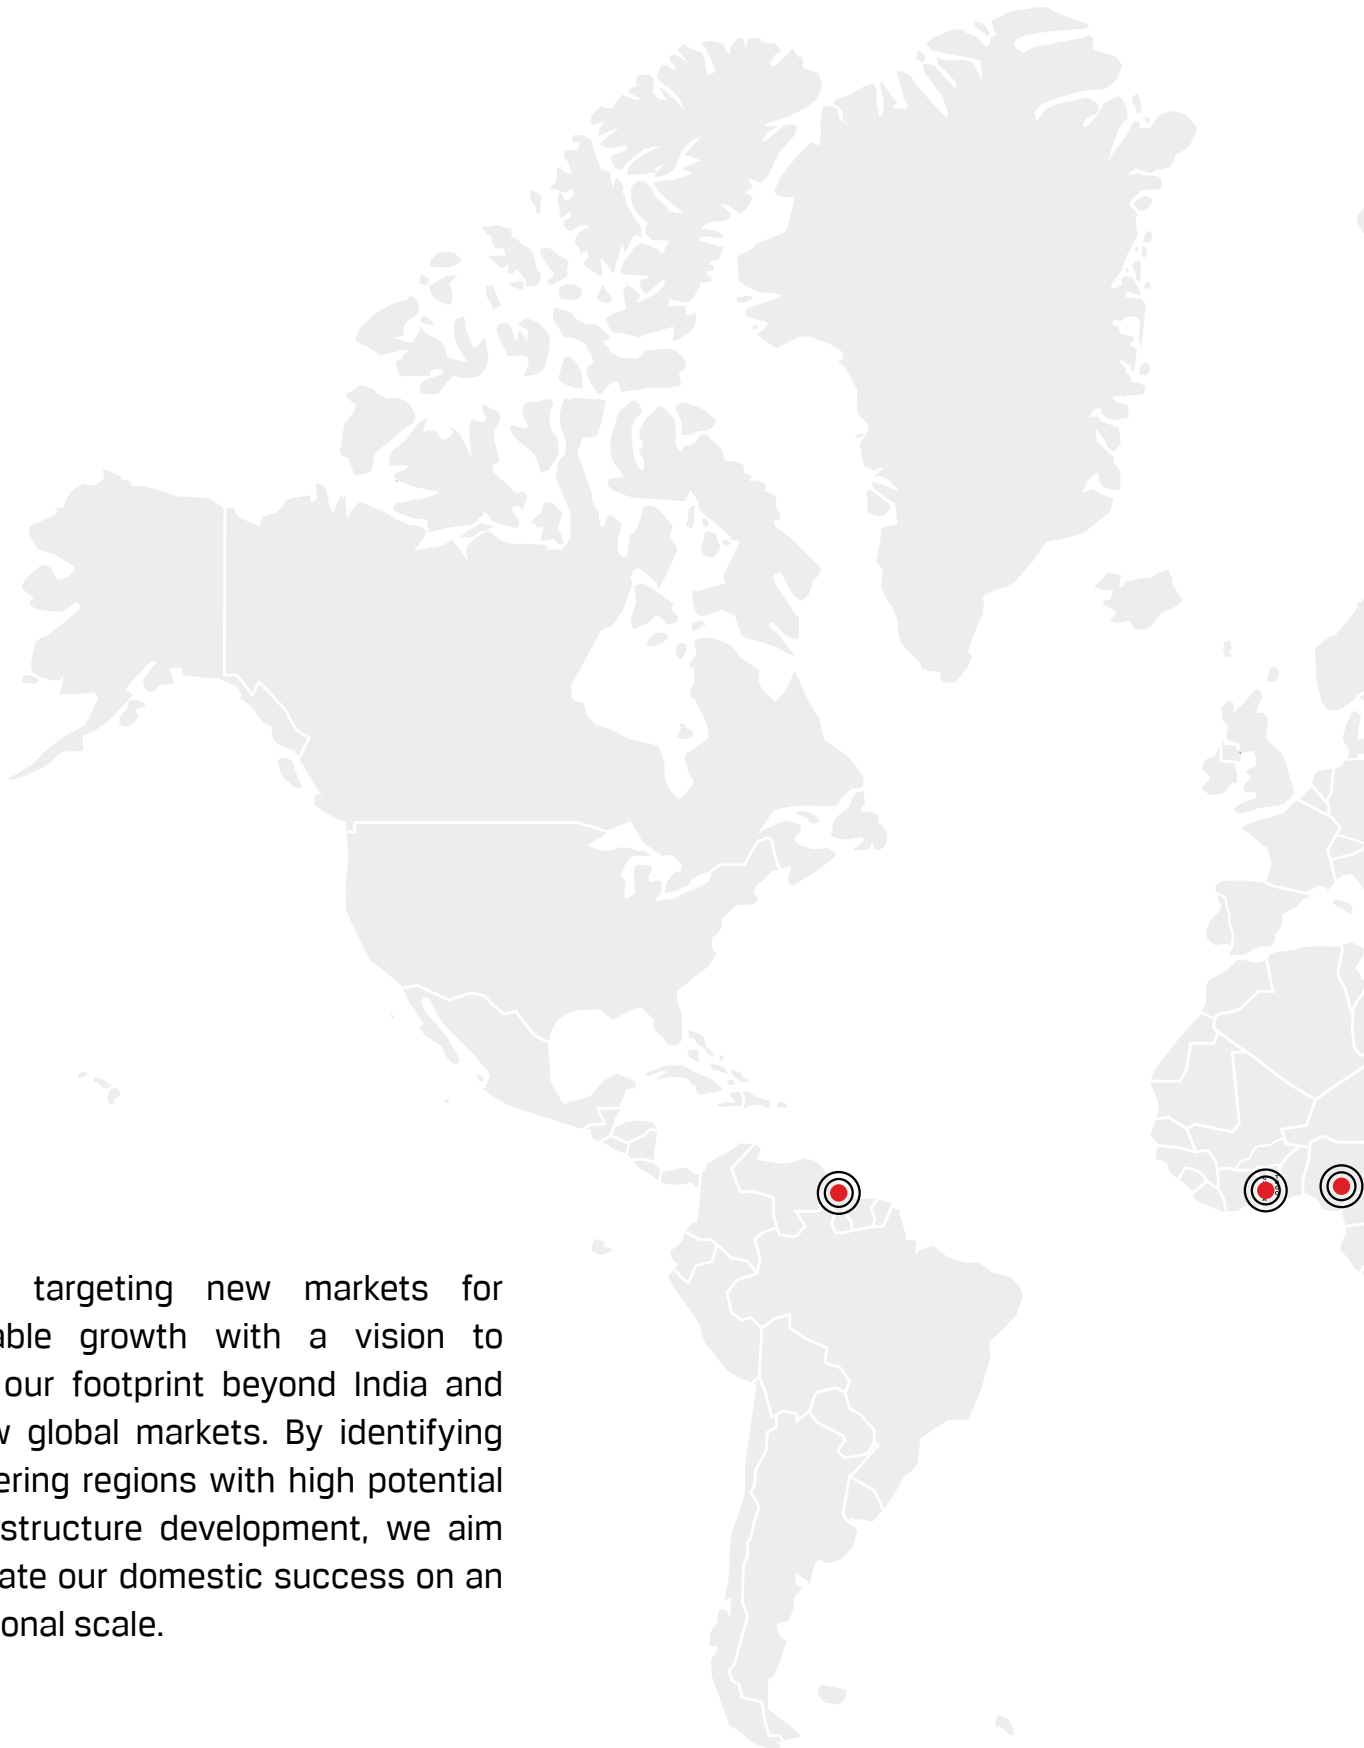 targeting new markets for
able growth with a vision to
our footprint beyond India and
w global markets. By identifying
ering regions with high potential
structure development, we aim
ate our domestic success on an
onal scale.